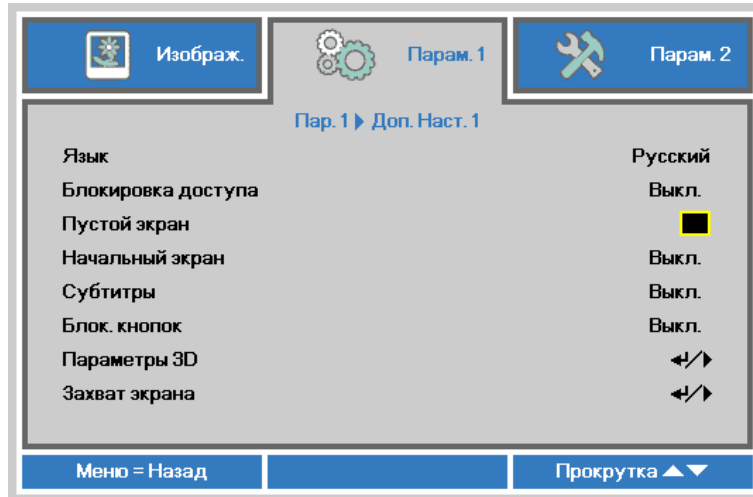 Изображ. Парам. 1 Парам. 2
Пар. 1 ▶ Доп. Наст. 1
Язык Русский
Блокировка доступа Выкл.
Пустой экран
Начальный экран Выкл.
Субтитры Выкл.
Блок. кнопок Выкл.
Параметры 3D ↵/▶
Захват экрана ↵/▶
Меню = Назад Прокрутка ▲▼